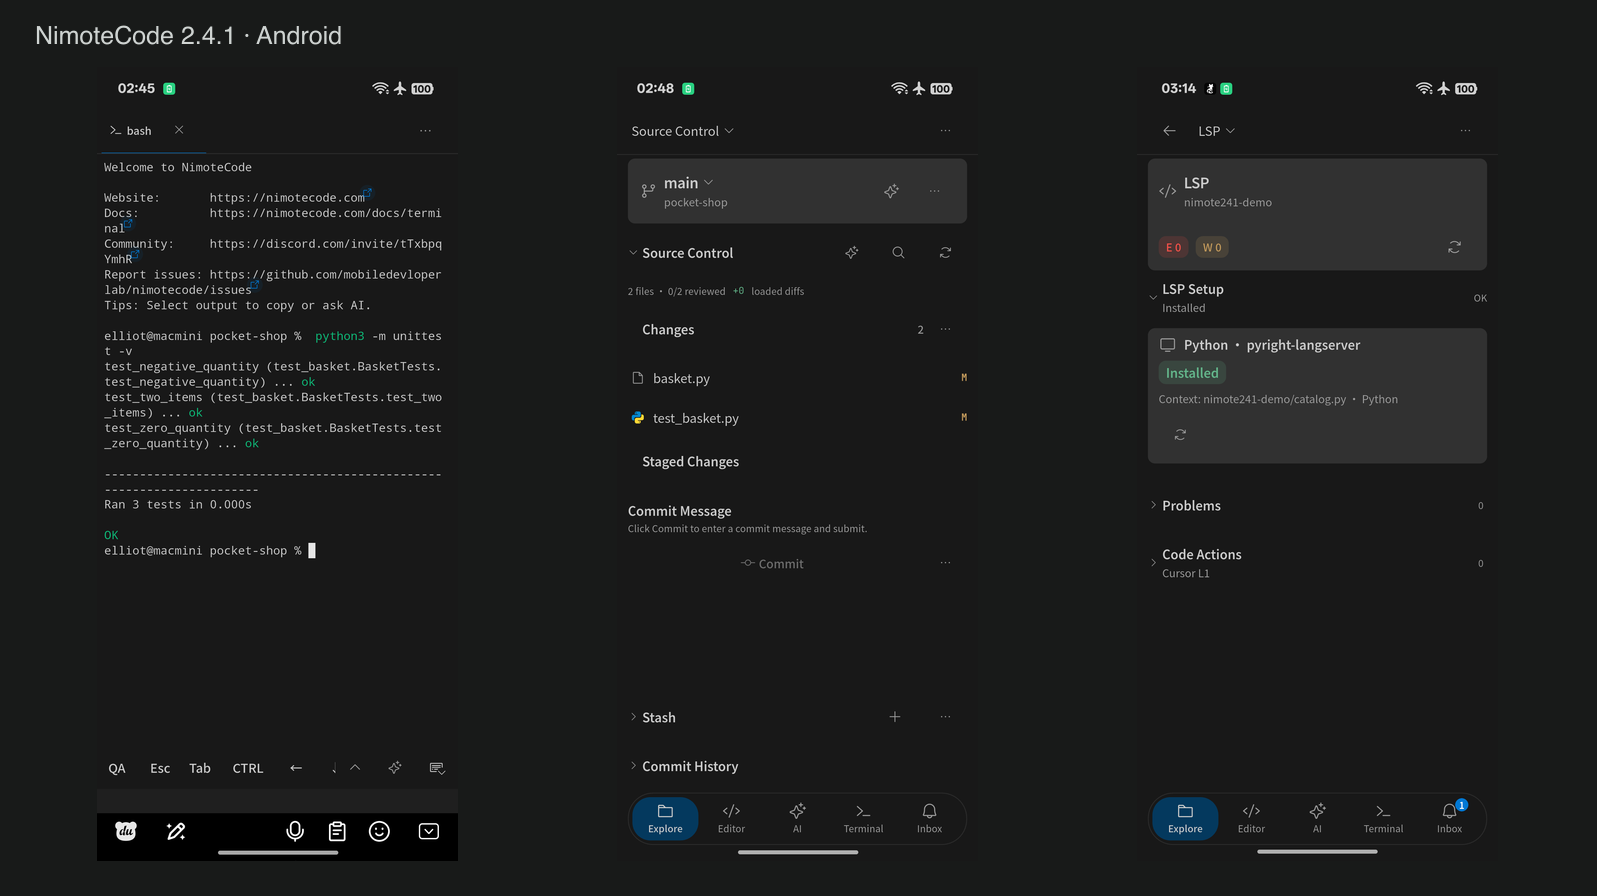 NimoteCode 2.4.1 · Android
02:45
100
bash
Welcome to NimoteCode
Website: https://nimotecode.com
Docs: https://nimotecode.com/docs/termi
nal
Community: https://discord.com/invite/tTxbpq
YmhR
Report issues: https://github.com/mobiledevloper
lab/nimotecode/issues
Tips: Select output to copy or ask AI.
elliot@macmini pocket-shop % python3 -m unittes
t -v
test_negative_quantity (test_basket.BasketTests.
test_negative_quantity) ... ok
test_two_items (test_basket.BasketTests.test_two
_items) ... ok
test_zero_quantity (test_basket.BasketTests.test
_zero_quantity) ... ok
--------------------------------------------
----------------------
Ran 3 tests in 0.000s
OK
elliot@macmini pocket-shop %
QA Esc Tab CTRL
du
02:48
100
Source Control
main
pocket-shop
Source Control
2 files • 0/2 reviewed +0 loaded diffs
Changes 2
basket.py M
test_basket.py M
Staged Changes
Commit Message
Click Commit to enter a commit message and submit.
Commit
Stash
Commit History
Explore Editor AI Terminal Inbox
03:14
100
LSP
LSP
nimote241-demo
E 0 W 0
LSP Setup
Installed
OK
Python • pyright-langserver
Installed
Context: nimote241-demo/catalog.py • Python
Problems 0
Code Actions
Cursor L1
0
1
Explore Editor AI Terminal Inbox